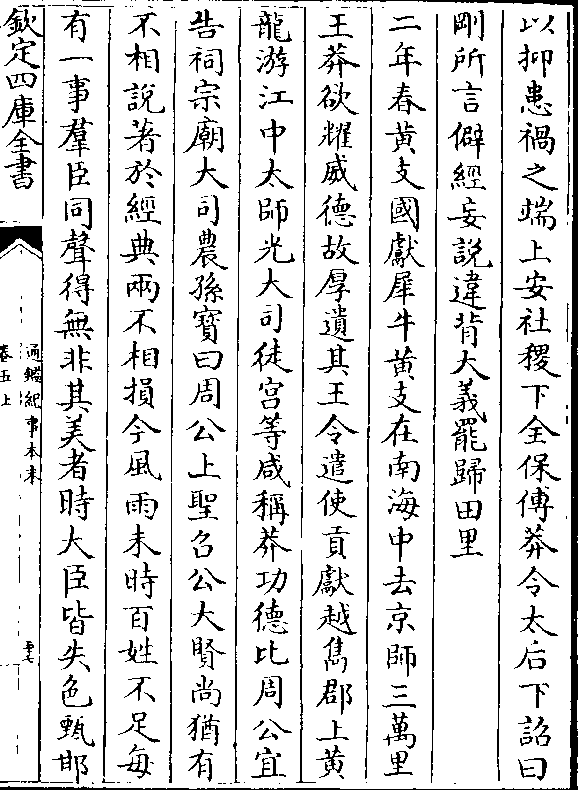 以抑患禍之端上安社稷下全保傅莽令太后下詔曰
剛所言僻經妄說違背大義罷歸田里
二年春黃支國獻犀牛黃支在南海中去京師三萬里
王莽欲耀威德故厚遺其王令遣使貢獻越嶲郡上黃
龍游江中太師光大司徒宮等咸稱莽功德比周公宜
告祠宗廟大司農孫寶曰周公上聖召公大賢尚猶有
不相說著於經典兩不相損今風雨未時百姓不足每
有一事羣臣同聲得無非其美者時大臣皆失色甄邯
欽定四庫全書
通鑑紀事本末
卷五上